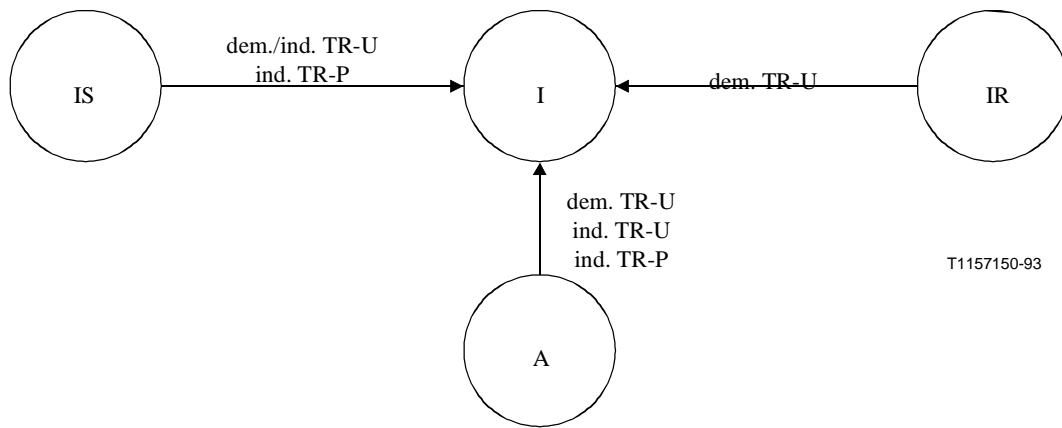 dem./ind. TR-U
ind. TR-P
IS
I
dem. TR-U
IR
dem. TR-U
ind. TR-U
ind. TR-P
T1157150-93
A